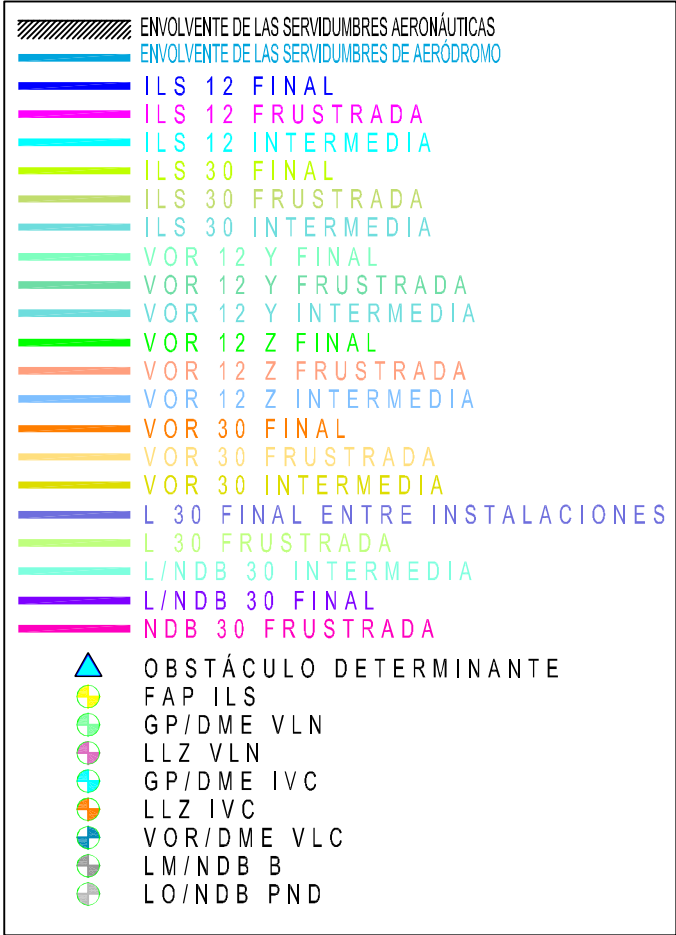 ENVOLVENTE DE LAS SERVIDUMBRES AERONÁUTICAS
ENVOLVENTE DE LAS SERVIDUMBRES DE AERÓDROMO
ILS 12 FINAL
ILS 12 FRUSTRADA
ILS 12 INTERMEDIA
ILS 30 FINAL
ILS 30 FRUSTRADA
ILS 30 INTERMEDIA
VOR 12 Y FINAL
VOR 12 Y FRUSTRADA
VOR 12 Y INTERMEDIA
VOR 12 Z FINAL
VOR 12 Z FRUSTRADA
VOR 12 Z INTERMEDIA
VOR 30 FINAL
VOR 30 FRUSTRADA
VOR 30 INTERMEDIA
L 30 FINAL ENTRE INSTALACIONES
L 30 FRUSTRADA
L/NDB 30 INTERMEDIA
L/NDB 30 FINAL
NDB 30 FRUSTRADA
OBSTÁCULO DETERMINANTE
FAP ILS
GP/DME VLN
LLZ VLN
GP/DME IVC
LLZ IVC
VOR/DME VLC
LM/NDB B
LO/NDB PND